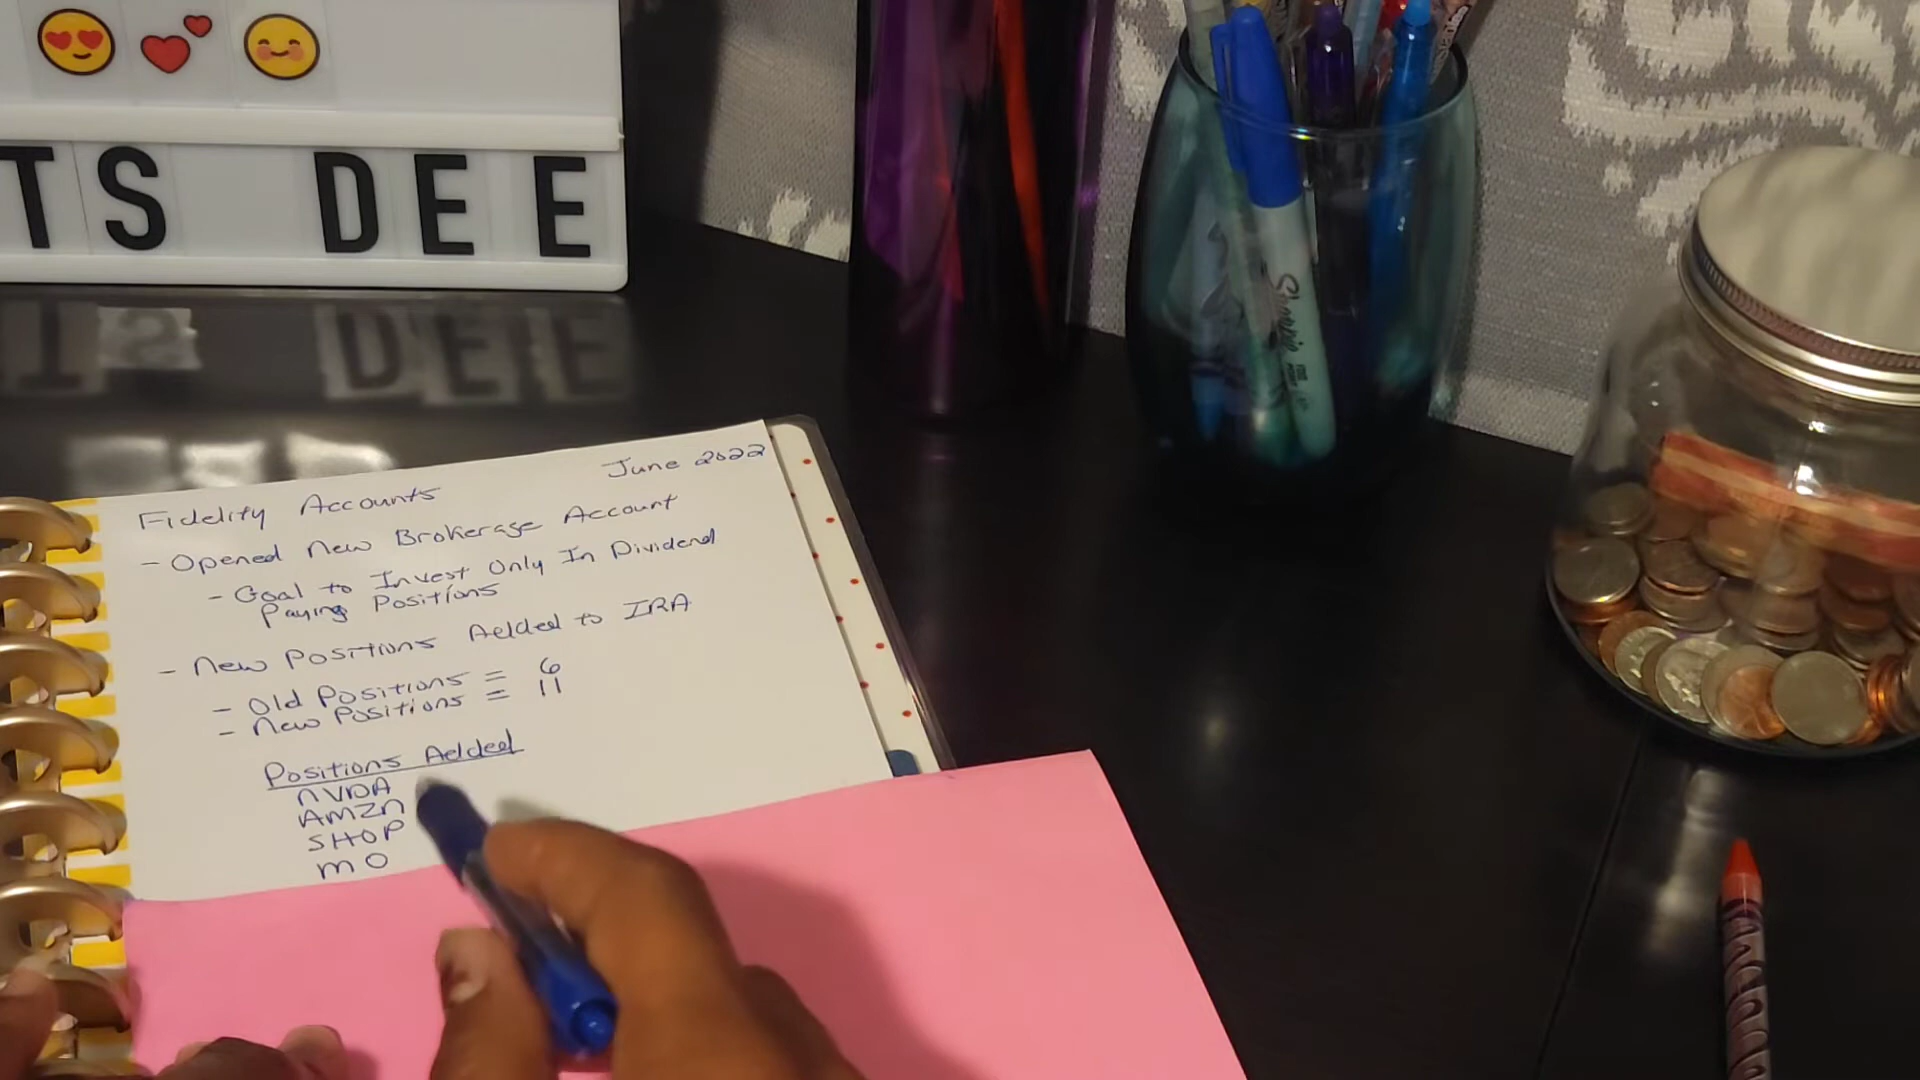 TS DEE
Sharpie
June 2022
Fidelity Accounts
- Opened New Brokerage Account
- Goal to Invest Only In Dividend
Paying Positions
- New Positions Added to IRA
- Old Positions = 6
- New Positions = 11
Positions Added
NVDA
AMZN
SHOP
MO